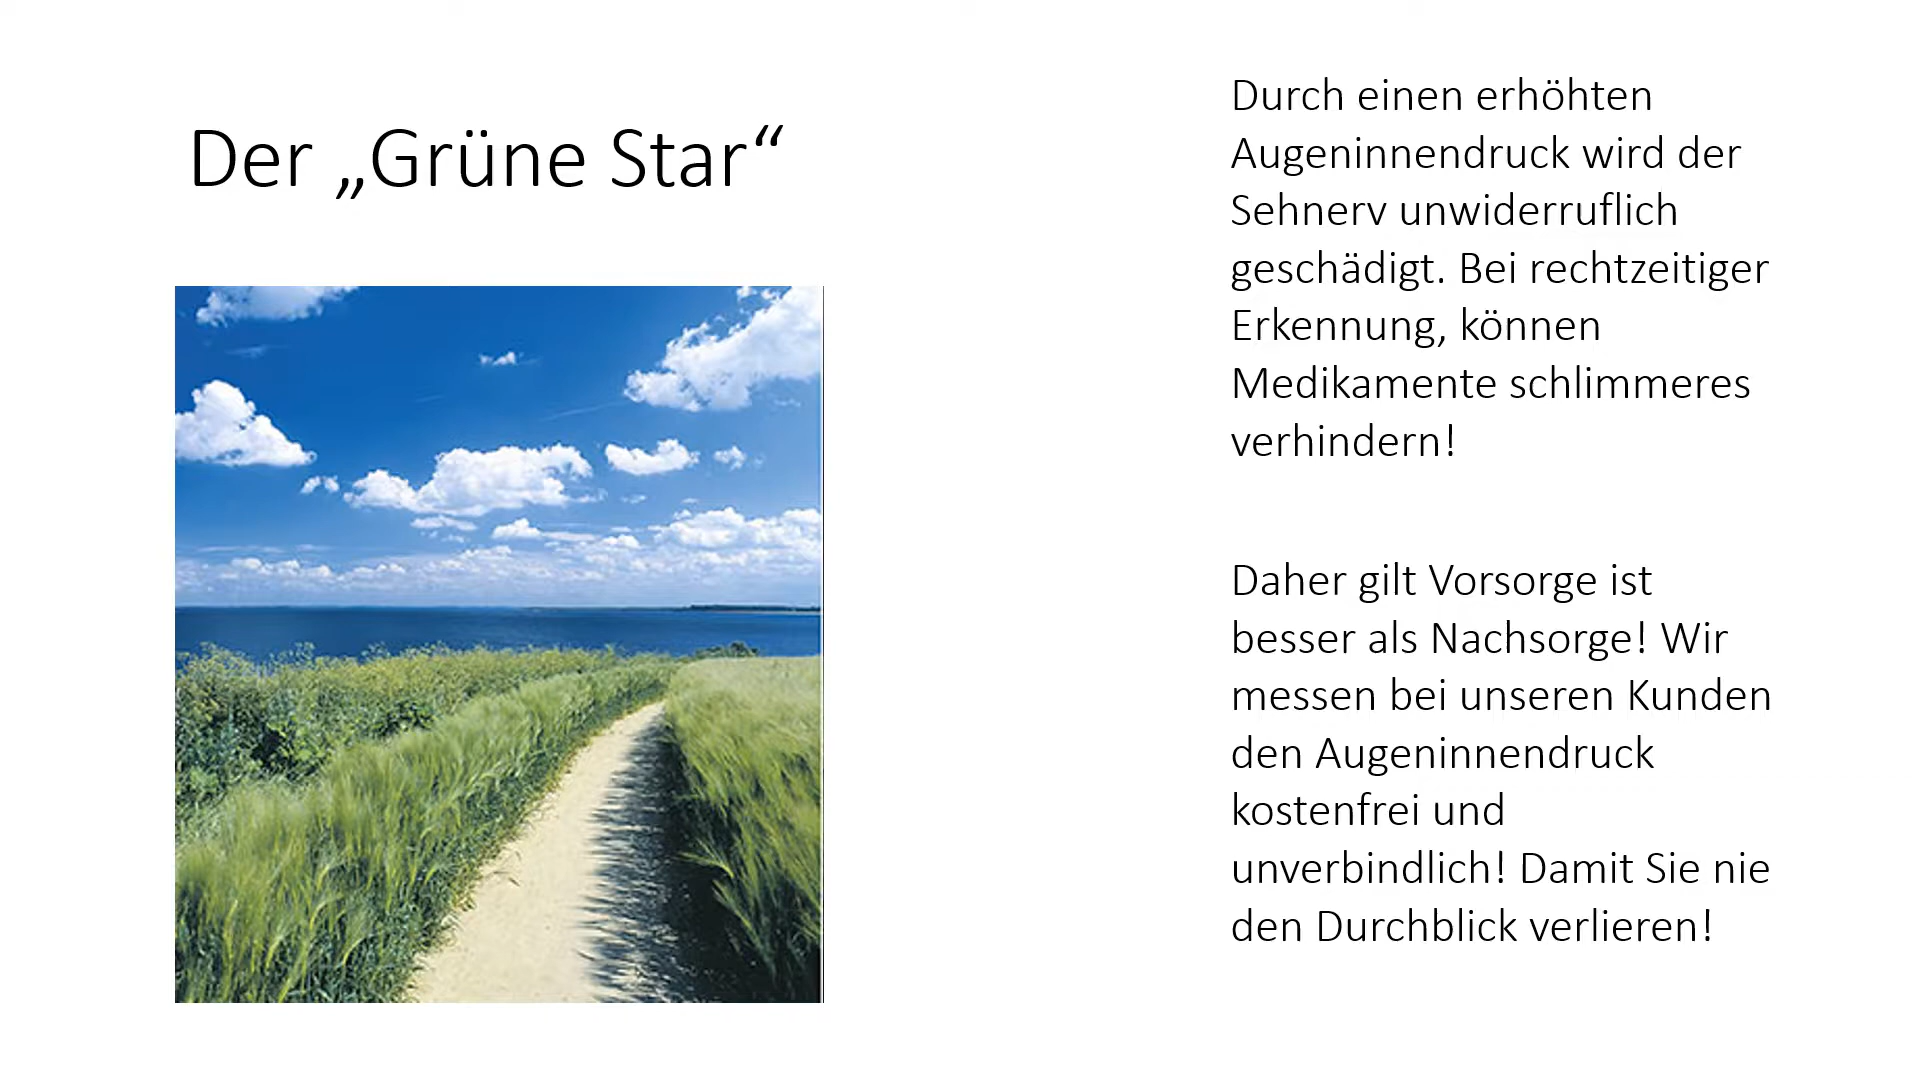 Der „Grüne Star“
Durch einen erhöhten
Augeninnendruck wird der
Sehnerv unwiderruflich
geschädigt. Bei rechtzeitiger
Erkennung, können
Medikamente schlimmeres
verhindern!
Daher gilt Vorsorge ist
besser als Nachsorge! Wir
messen bei unseren Kunden
den Augeninnendruck
kostenfrei und
unverbindlich! Damit Sie nie
den Durchblick verlieren!